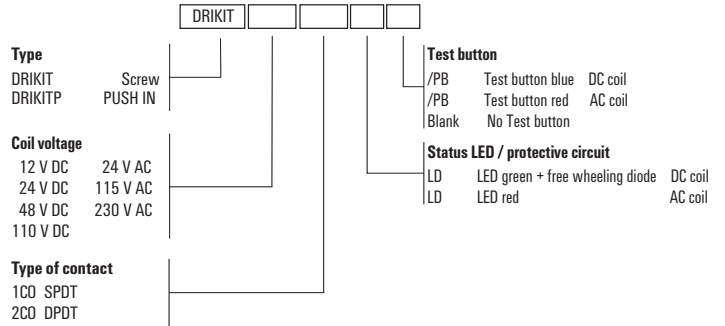 DRIKIT
Type
DRIKIT Screw
DRIKITP PUSH IN
Coil voltage
12 V DC 24 V AC
24 V DC 115 V AC
48 V DC 230 V AC
110 V DC
Type of contact
1CO SPDT
2CO DPDT
Test button
/PB Test button blue DC coil
/PB Test button red AC coil
Blank No Test button
Status LED / protective circuit
LD LED green + free wheeling diode DC coil
LD LED red AC coil